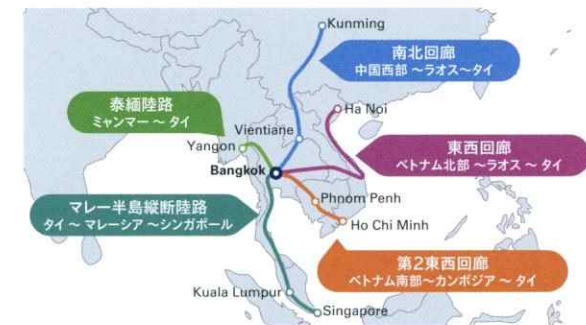 Kunming
南北回廊
中国西部 ～ラオス～タイ
泰緬陸路
ミャンマー ～ タイ
Ha Noi
Vientiane
Yangon
東西回廊
ベトナム北部 ～ラオス ～ タイ
Bangkok
マレー半島縦断陸路
タイ ～ マレーシア ～シンガポール
Phnom Penh
Ho Chi Minh
第2東西回廊
ベトナム南部～カンボジア ～ タイ
Kuala Lumpur
Singapore